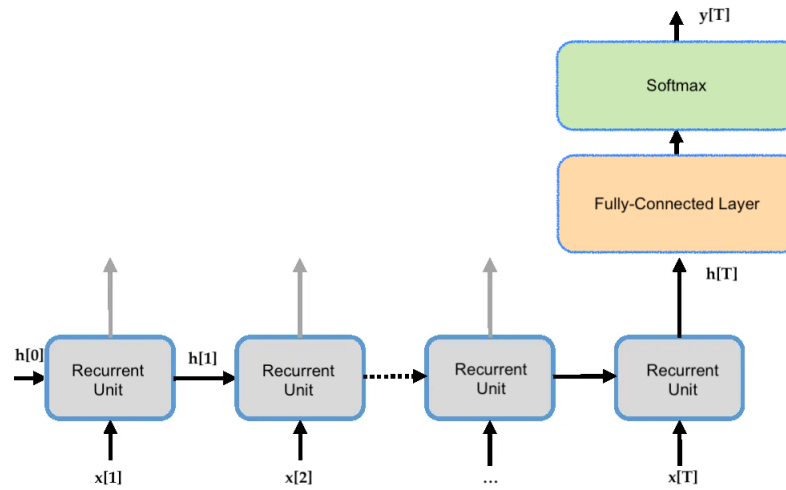 y[T]
Softmax
Fully-Connected Layer
h[T]
h[0]
Recurrent
Unit
h[1]
Recurrent
Unit
Recurrent
Unit
Recurrent
Unit
x[1]
x[2]
...
x[T]